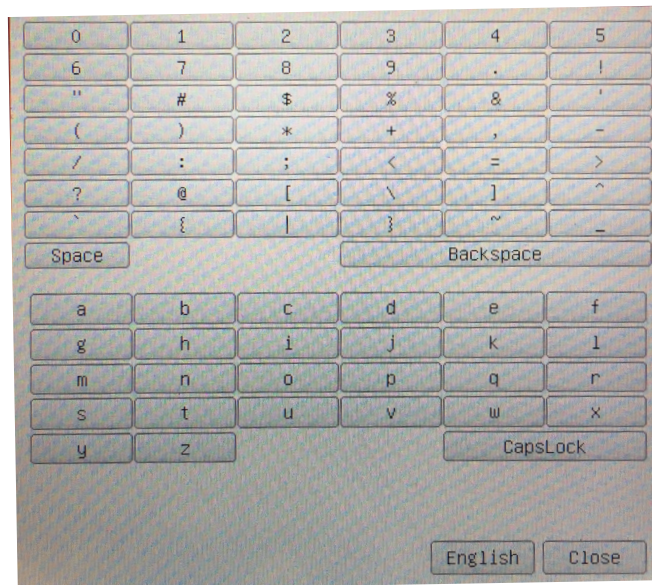 0 1 2 3 4 5
6 7 8 9 . !
" # $ % & '
( ) * + , -
/ : ; < = >
? @ [ \ ] ^
` { | } ~ _
Space Backspace
a b c d e f
g h i j k l
m n o p q r
s t u v w x
y z CapsLock
English Close